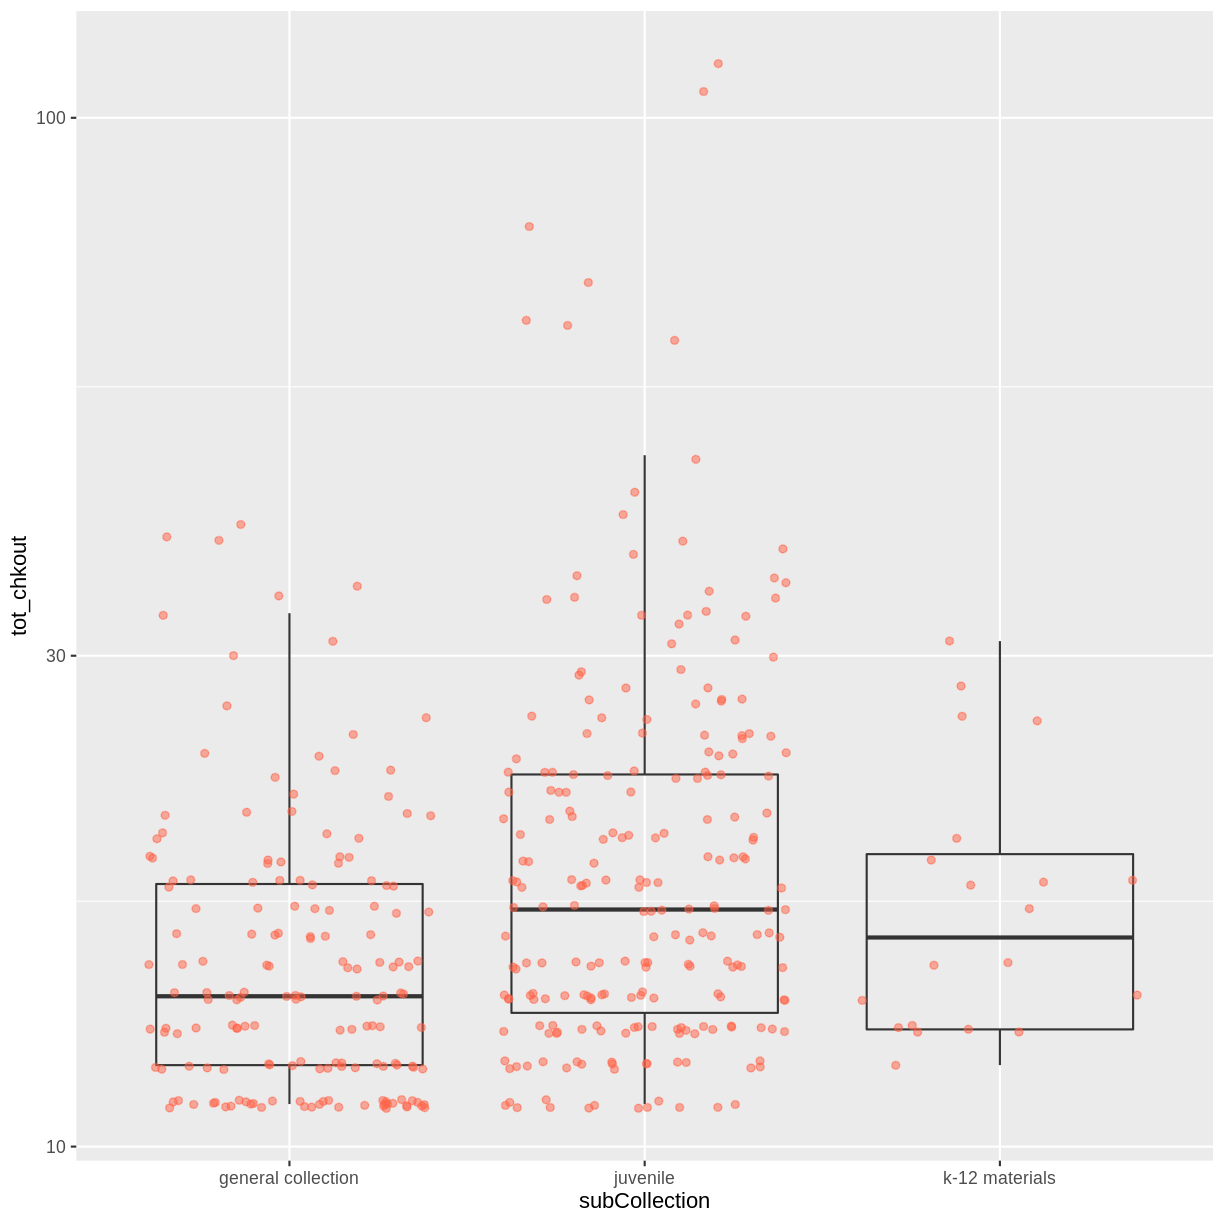 100
30
10
tot_chkout
general collection
juvenile
k-12 materials
subCollection